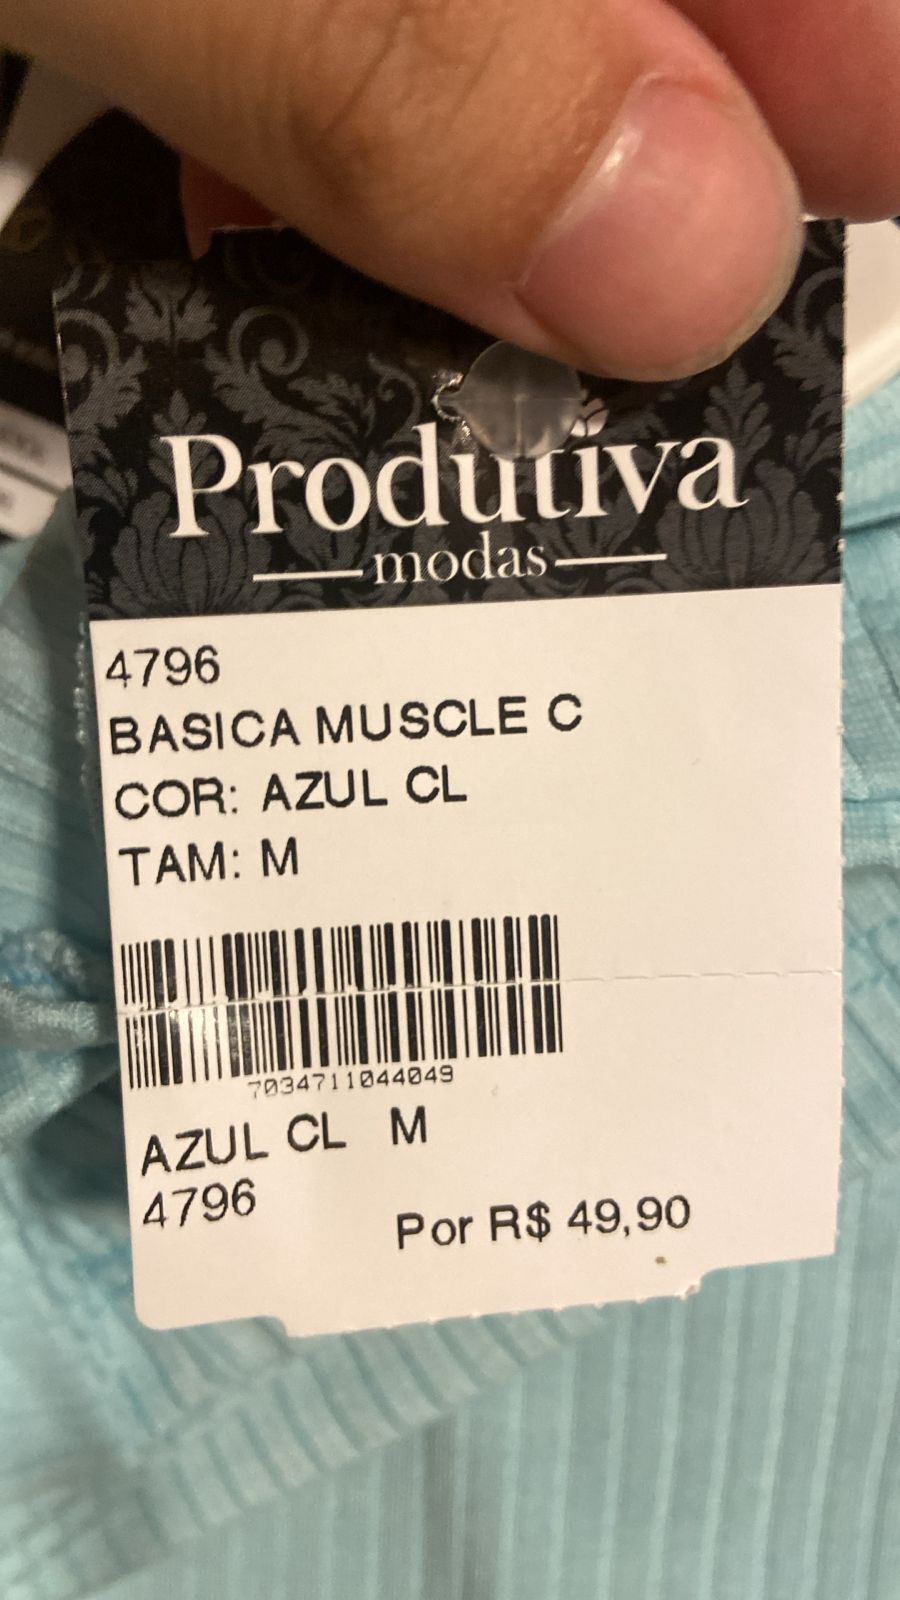 Produtiva
modas
4796
BASICA MUSCLE C
COR: AZUL CL
TAM: M
7034711044049
AZUL CL M
4796
Por R$ 49,90